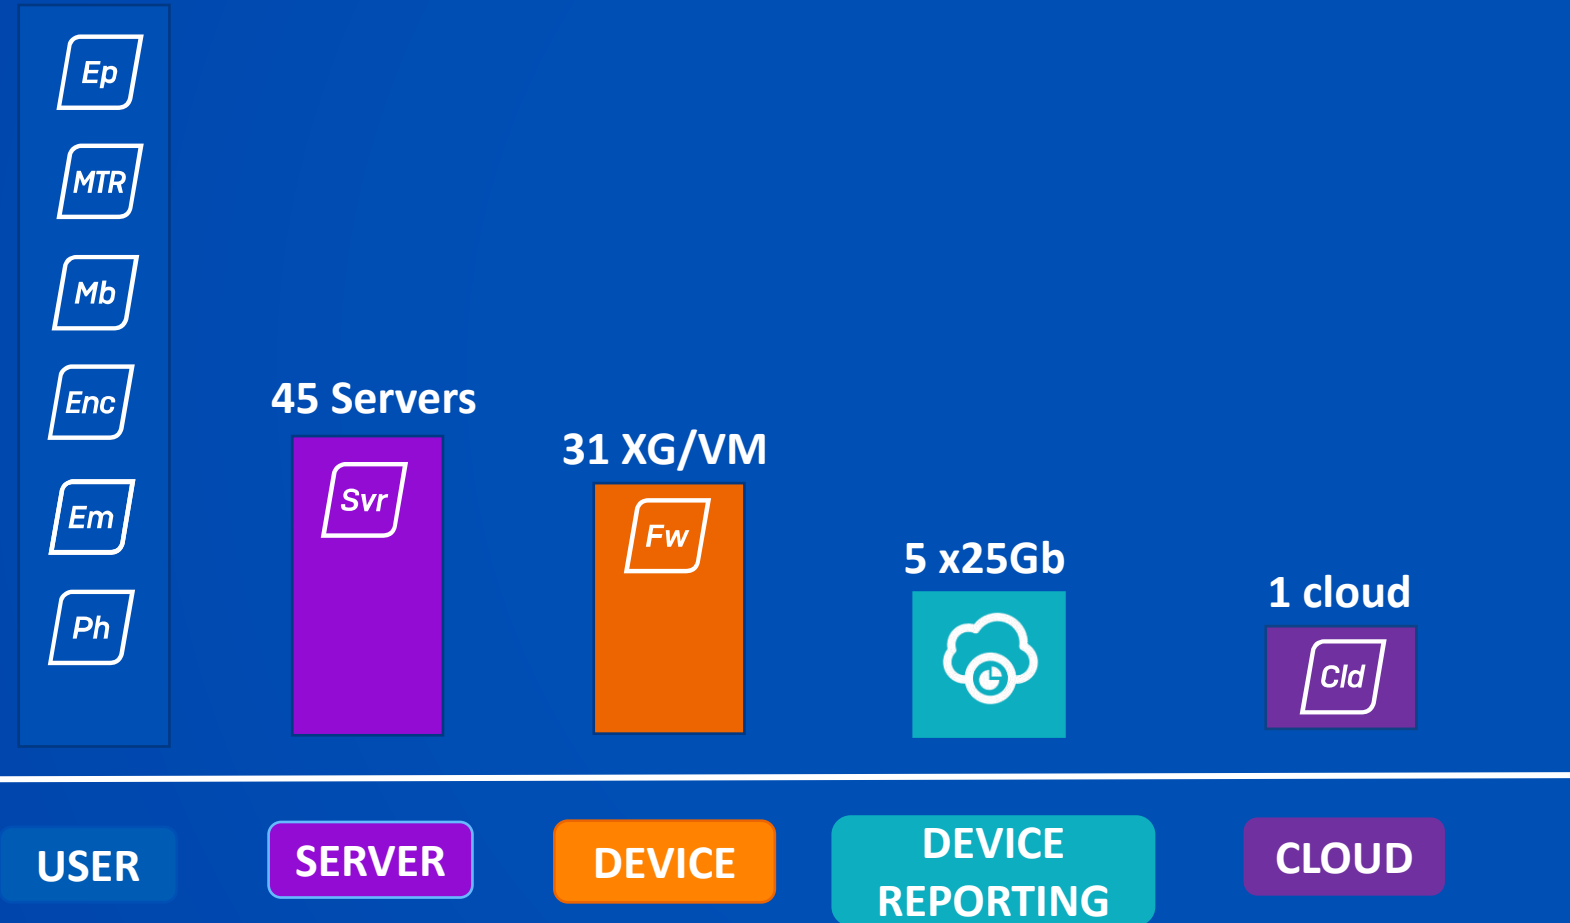 Ep
MTR
Mb
Enc
Em
Ph
45 Servers
Svr
31 XG/VM
Fw
5 x25Gb
1 cloud
Cld
USER
SERVER
DEVICE
DEVICE
REPORTING
CLOUD